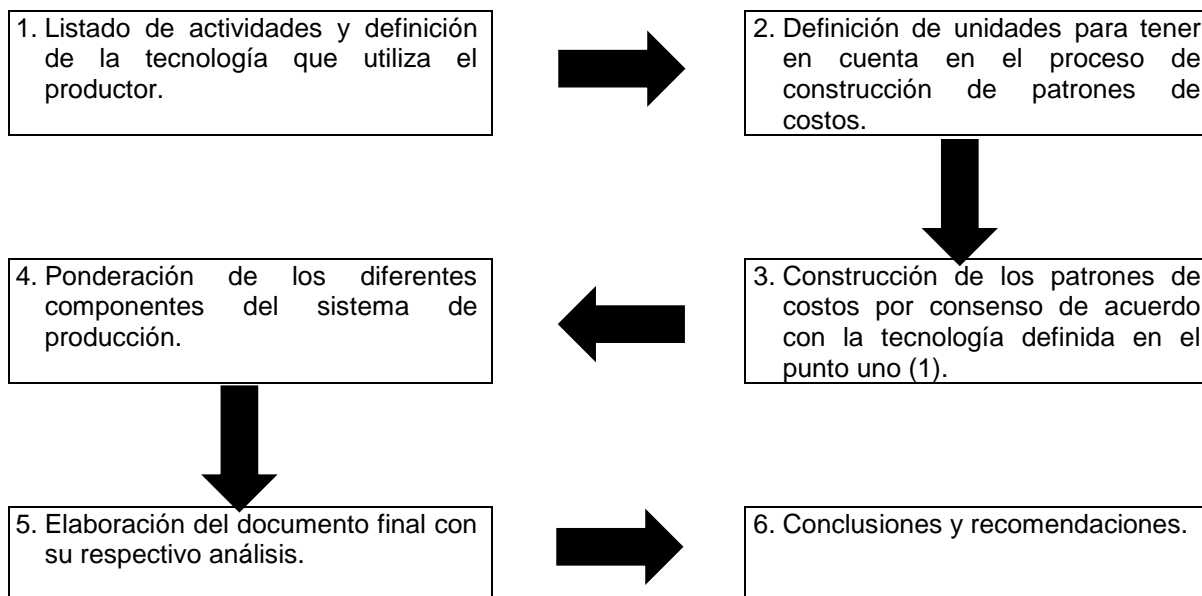 1. Listado de actividades y definición
de la tecnología que utiliza el
productor.
2. Definición de unidades para tener
en cuenta en el proceso de
construcción de patrones de
costos.
3. Construcción de los patrones de
costos por consenso de acuerdo
con la tecnología definida en el
punto uno (1).
4. Ponderación de los diferentes
componentes del sistema de
producción.
5. Elaboración del documento final con
su respectivo análisis.
6. Conclusiones y recomendaciones.